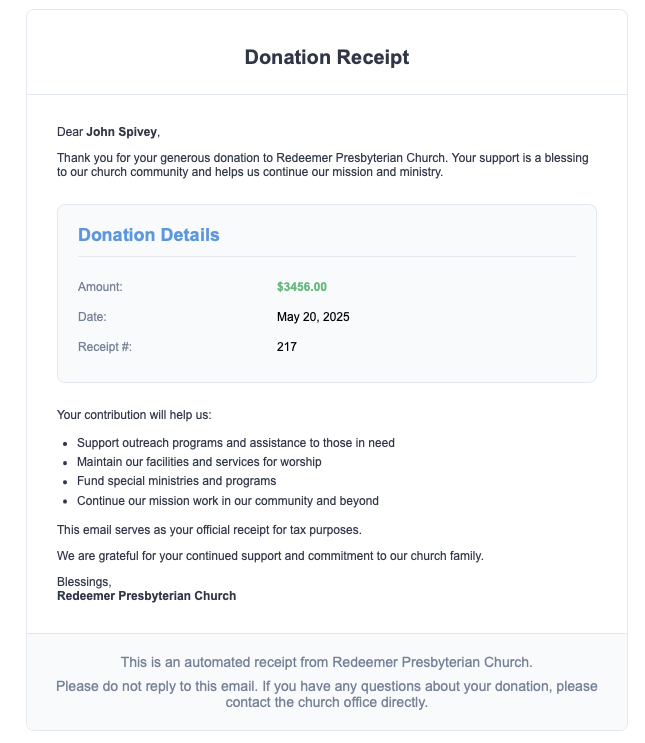 Donation Receipt
Dear John Spivey,
Thank you for your generous donation to Redeemer Presbyterian Church. Your support is a blessing
to our church community and helps us continue our mission and ministry.
Donation Details
Amount: $3456.00
Date: May 20, 2025
Receipt #: 217
Your contribution will help us:
• Support outreach programs and assistance to those in need
• Maintain our facilities and services for worship
• Fund special ministries and programs
• Continue our mission work in our community and beyond
This email serves as your official receipt for tax purposes.
We are grateful for your continued support and commitment to our church family.
Blessings,
Redeemer Presbyterian Church
This is an automated receipt from Redeemer Presbyterian Church.
Please do not reply to this email. If you have any questions about your donation, please
contact the church office directly.